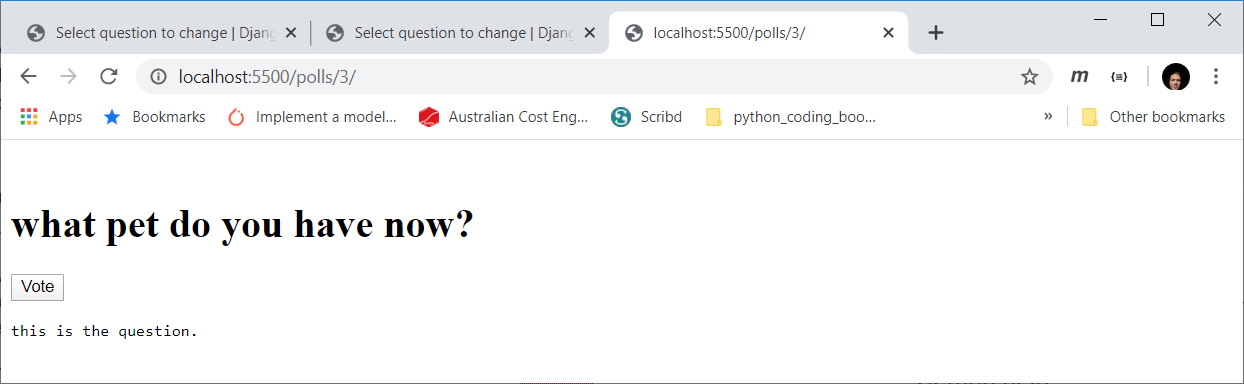 Select question to change | Djang
Select question to change | Djang
localhost:5500/polls/3/
localhost:5500/polls/3/
m
{≡}
Apps
Bookmarks
Implement a model...
Australian Cost Eng...
Scribd
python_coding_boo...
»
Other bookmarks
what pet do you have now?
Vote
this is the question.